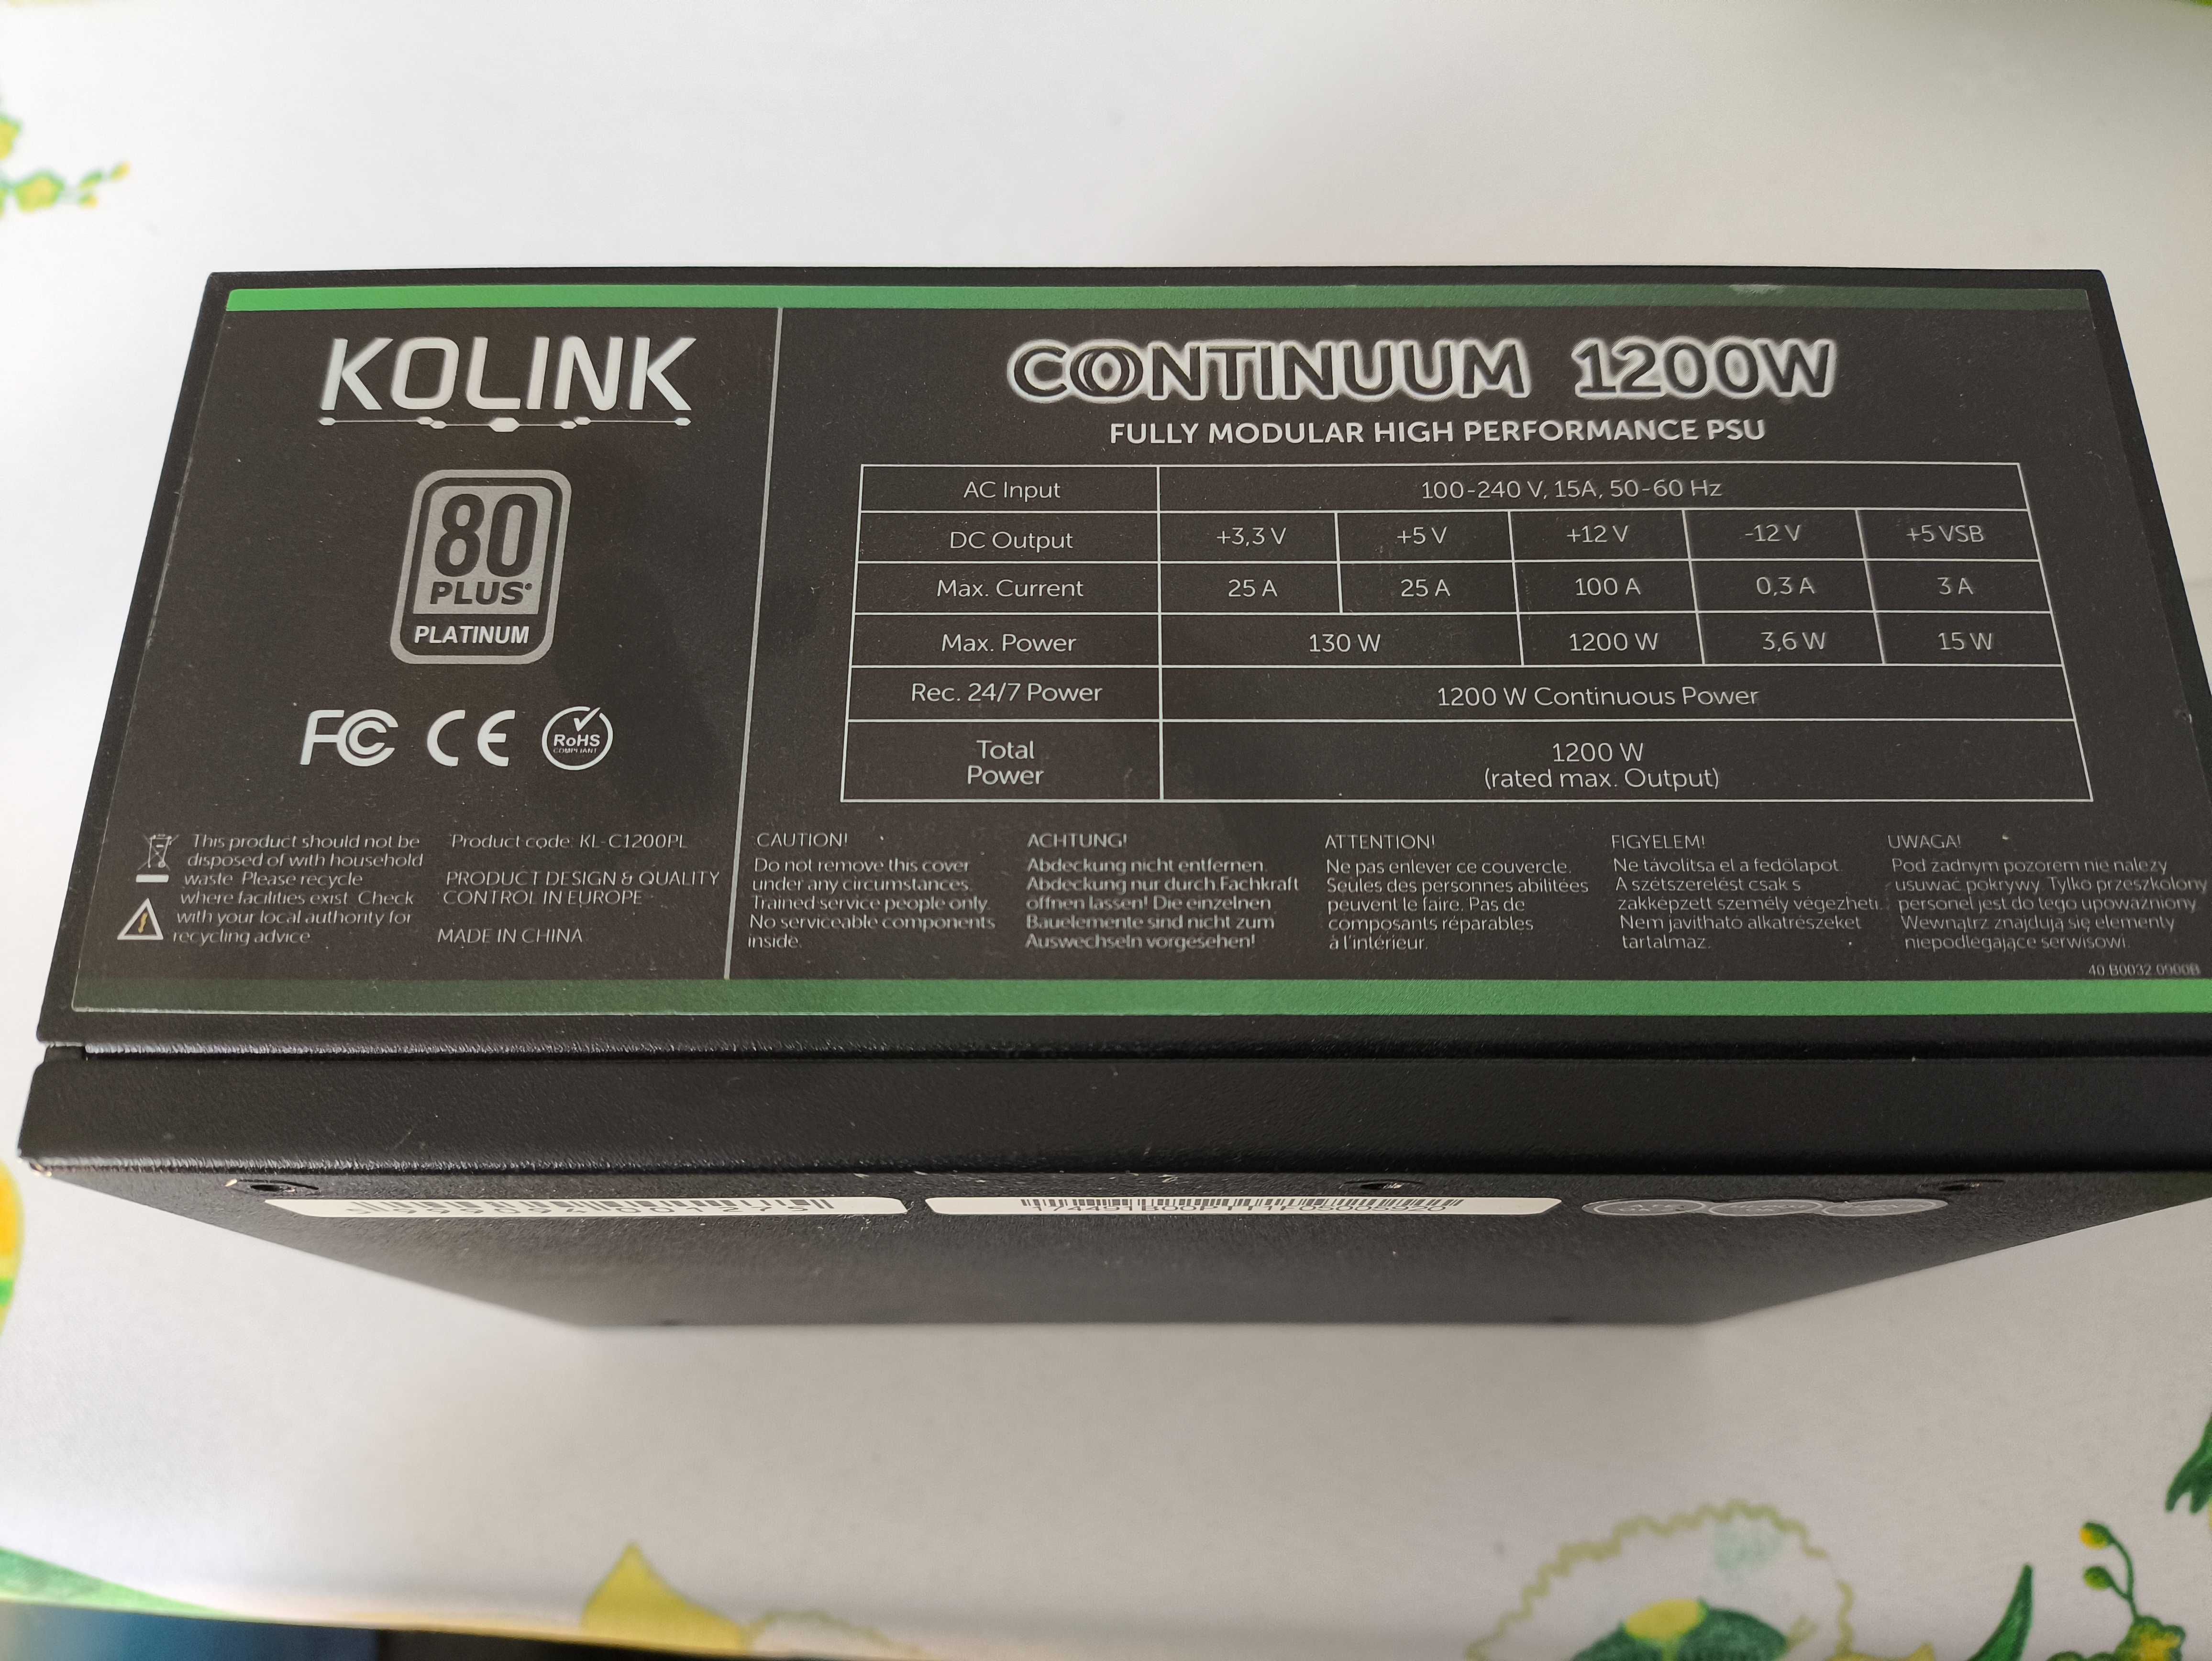 KOLINK
80
PLUS®
PLATINUM
FC CE RoHS
COMPLIANT
This product should not be
disposed of with household
waste. Please recycle
where facilities exist. Check
with your local authority for
recycling advice
Product code: KL-C1200PL
PRODUCT DESIGN & QUALITY
CONTROL IN EUROPE
MADE IN CHINA
CONTINUUM 1200W
FULLY MODULAR HIGH PERFORMANCE PSU
AC Input 100-240 V, 15A, 50-60 Hz
DC Output +3,3 V +5 V +12 V -12 V +5 VSB
Max. Current 25 A 25 A 100 A 0,3 A 3 A
Max. Power 130 W 1200 W 3,6 W 15 W
Rec. 24/7 Power 1200 W Continuous Power
Total
Power
1200 W
(rated max. Output)
CAUTION!
Do not remove this cover
under any circumstances.
Trained service people only.
No serviceable components
inside.
ACHTUNG!
Abdeckung nicht entfernen.
Abdeckung nur durch Fachkraft
öffnen lassen! Die einzelnen
Bauelemente sind nicht zum
Auswechseln vorgesehen!
ATTENTION!
Ne pas enlever ce couvercle.
Seules des personnes abilitées
peuvent le faire. Pas de
composants réparables
à l'intérieur.
FIGYELEM!
Ne távolítsa el a fedőlapot.
A szétszerelést csak s
zakképzett személy végezheti.
Nem javítható alkatrészeket
tartalmaz.
UWAGA!
Pod żadnym pozorem nie należy
usuwać pokrywy. Tylko przeszkolony
personel jest do tego upoważniony
Wewnątrz znajdują się elementy
niepodlegające serwisowi.
40.B0032.0900B